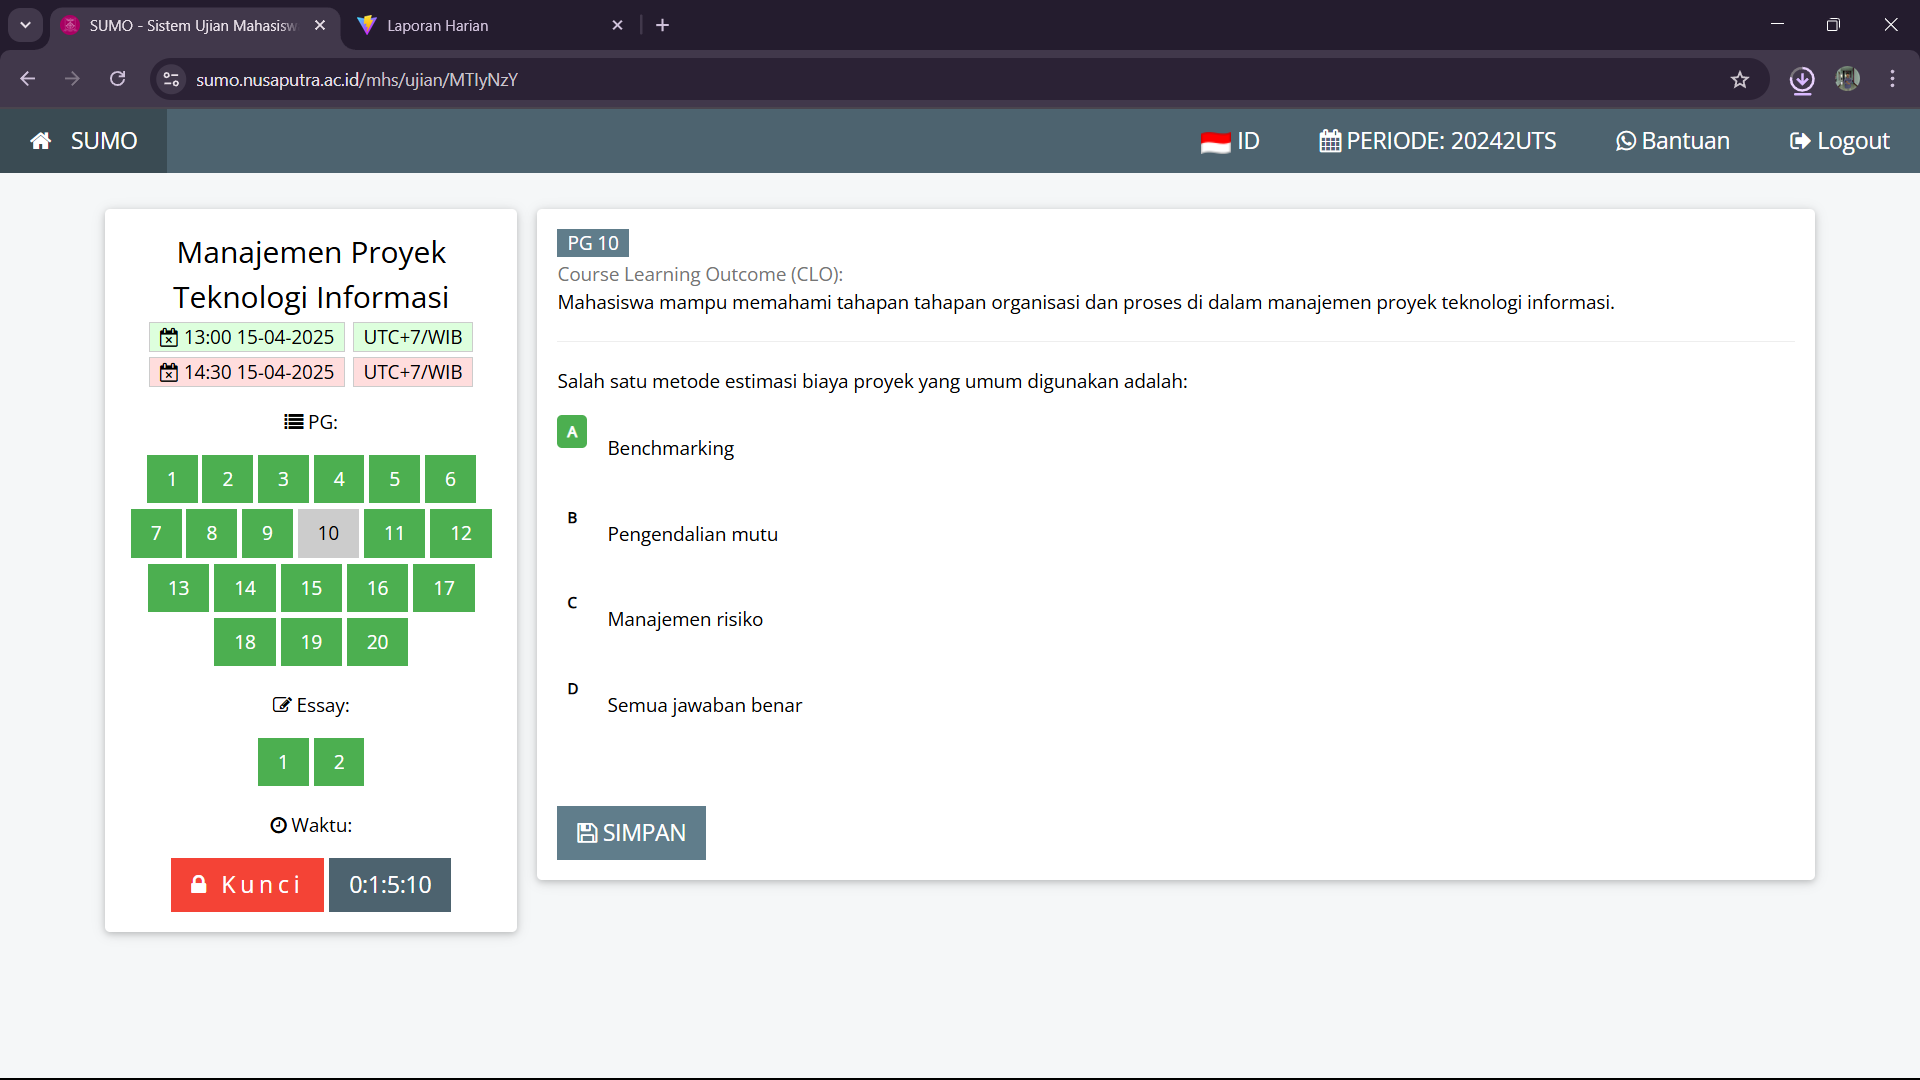 SUMO - Sistem Ujian Mahasisw
Laporan Harian
sumo.nusaputra.ac.id/mhs/ujian/MTIyNzY
SUMO
ID
PERIODE: 20242UTS
Bantuan
Logout
Manajemen Proyek
Teknologi Informasi
13:00 15-04-2025 UTC+7/WIB
14:30 15-04-2025 UTC+7/WIB
PG:
1 2 3 4 5 6
7 8 9 10 11 12
13 14 15 16 17
18 19 20
Essay:
1 2
Waktu:
Kunci 0:1:5:10
PG 10
Course Learning Outcome (CLO):
Mahasiswa mampu memahami tahapan tahapan organisasi dan proses di dalam manajemen proyek teknologi informasi.
Salah satu metode estimasi biaya proyek yang umum digunakan adalah:
A
Benchmarking
B
Pengendalian mutu
C
Manajemen risiko
D
Semua jawaban benar
SIMPAN